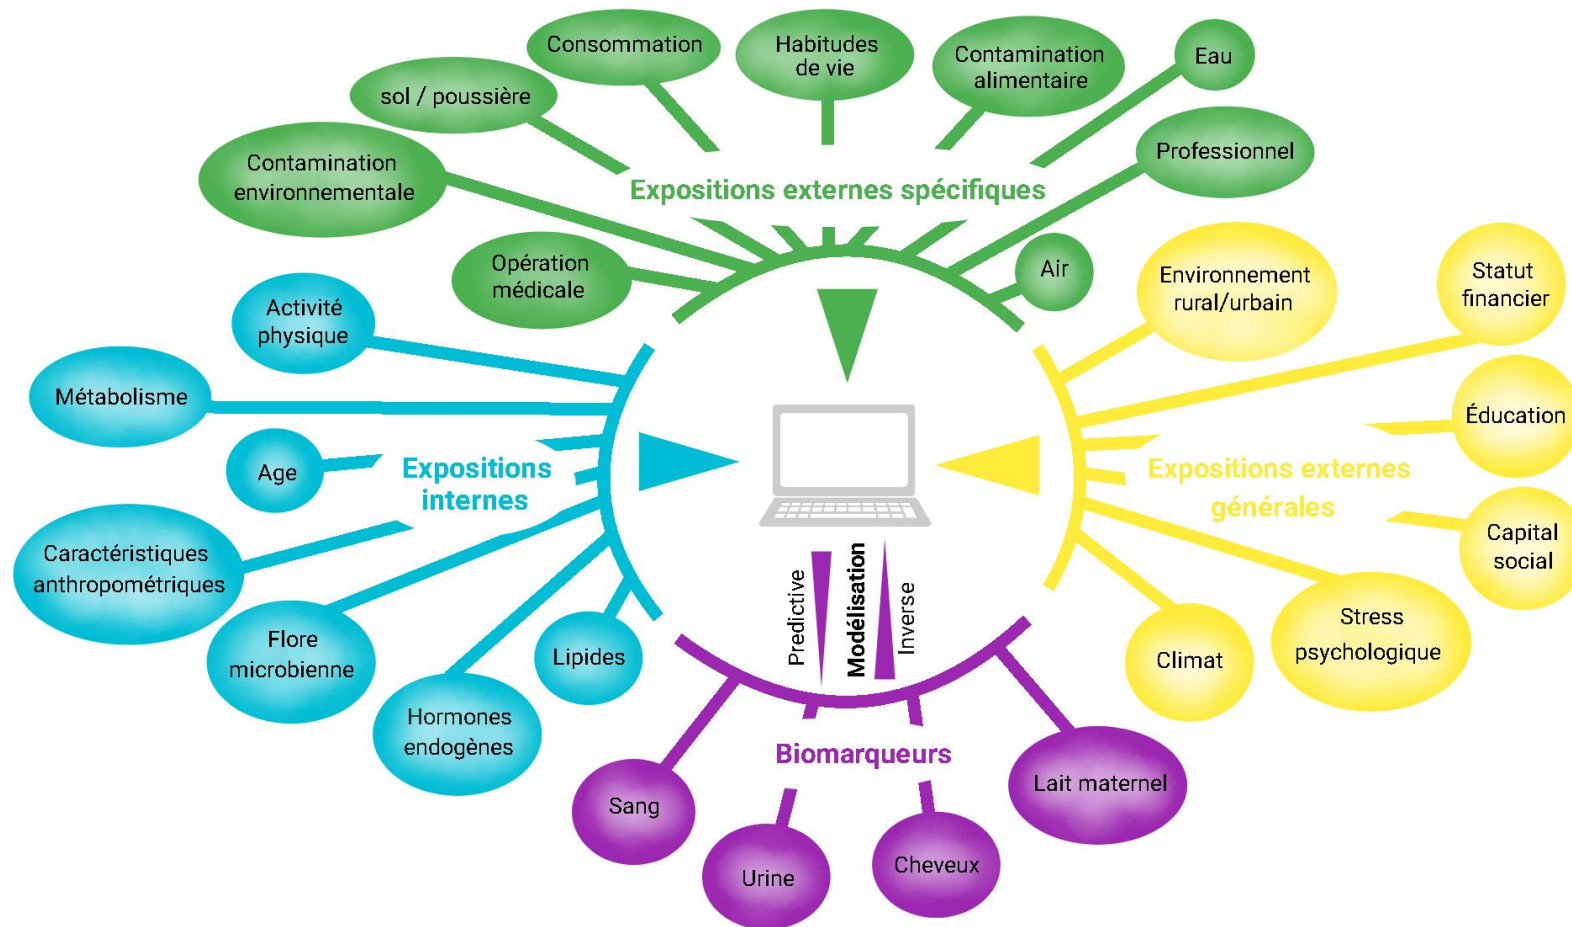 Consommation
Habitudes
de vie
Contamination
alimentaire
Eau
sol / poussière
Professionnel
Contamination
environnementale
Expositions externes spécifiques
Opération
médicale
Air
Environnement
rural/urbain
Statut
financier
Activité
physique
Métabolisme
Éducation
Age
Expositions
internes
Expositions externes
générales
Caractéristiques
anthropométriques
Capital
social
Predictive
Modélisation
Inverse
Flore
microbienne
Lipides
Climat
Stress
psychologique
Hormones
endogènes
Biomarqueurs
Sang
Lait maternel
Urine
Cheveux